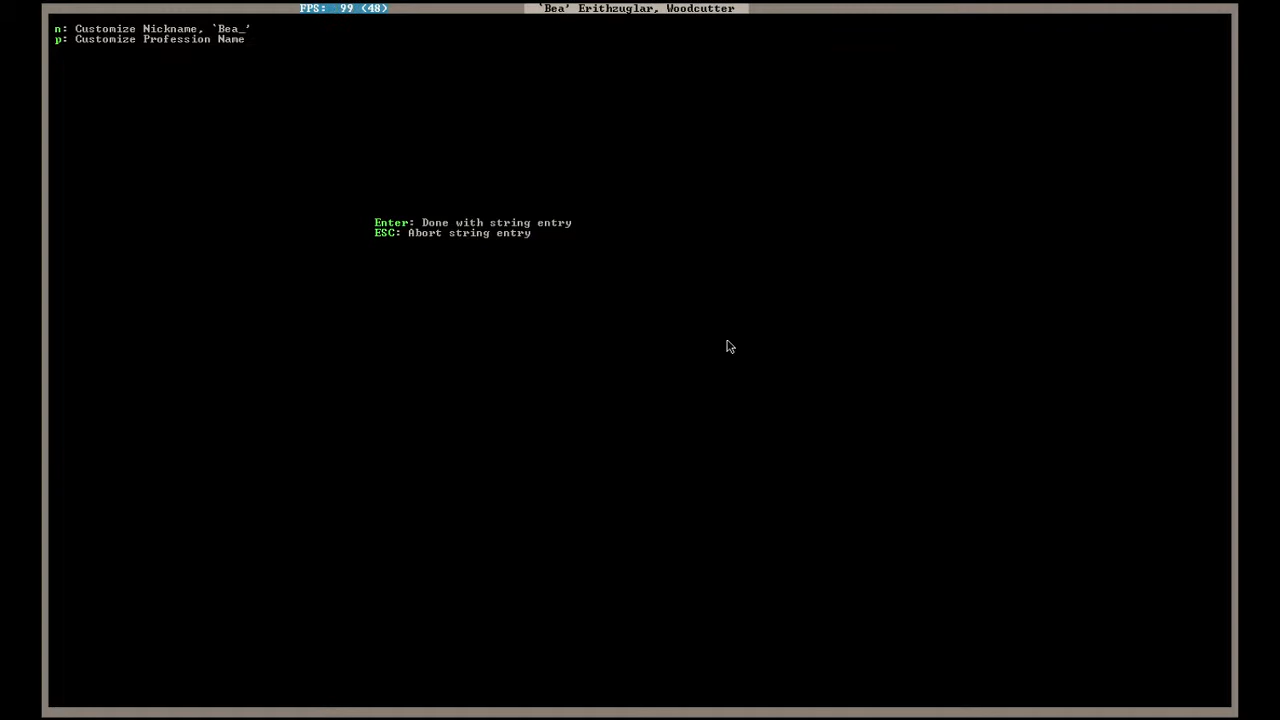 FPS: 99 (48) `Bea' Erithzuglar, Woodcutter
n: Customize Nickname, `Bea_'
p: Customize Profession Name
Enter: Done with string entry
ESC: Abort string entry